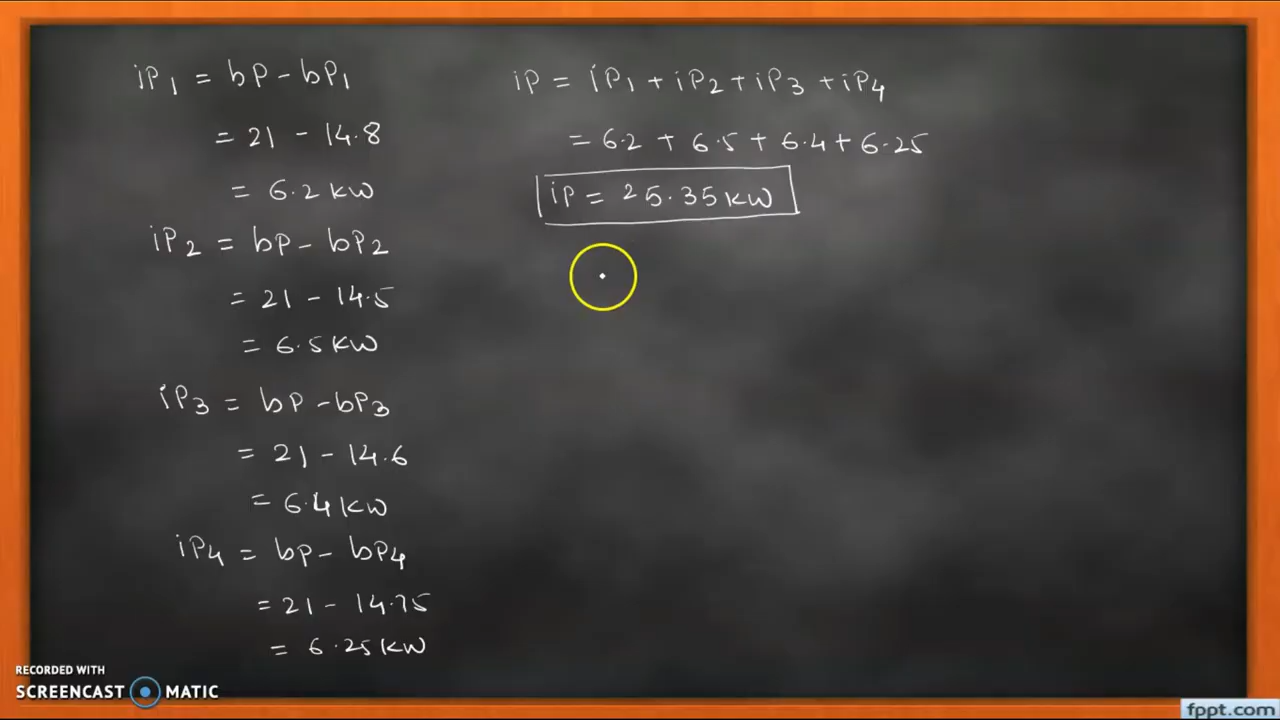 iP1 = bP - bP1
= 21 - 14.8
= 6.2 kW
iP2 = bP - bP2
= 21 - 14.5
= 6.5 kW
iP3 = bP - bP3
= 21 - 14.6
= 6.4 kW
iP4 = bP - bP4
= 21 - 14.75
= 6.25 kW
iP = iP1 + iP2 + iP3 + iP4
= 6.2 + 6.5 + 6.4 + 6.25
iP = 25.35 kW
RECORDED WITH
SCREENCAST MATIC
fppt.com